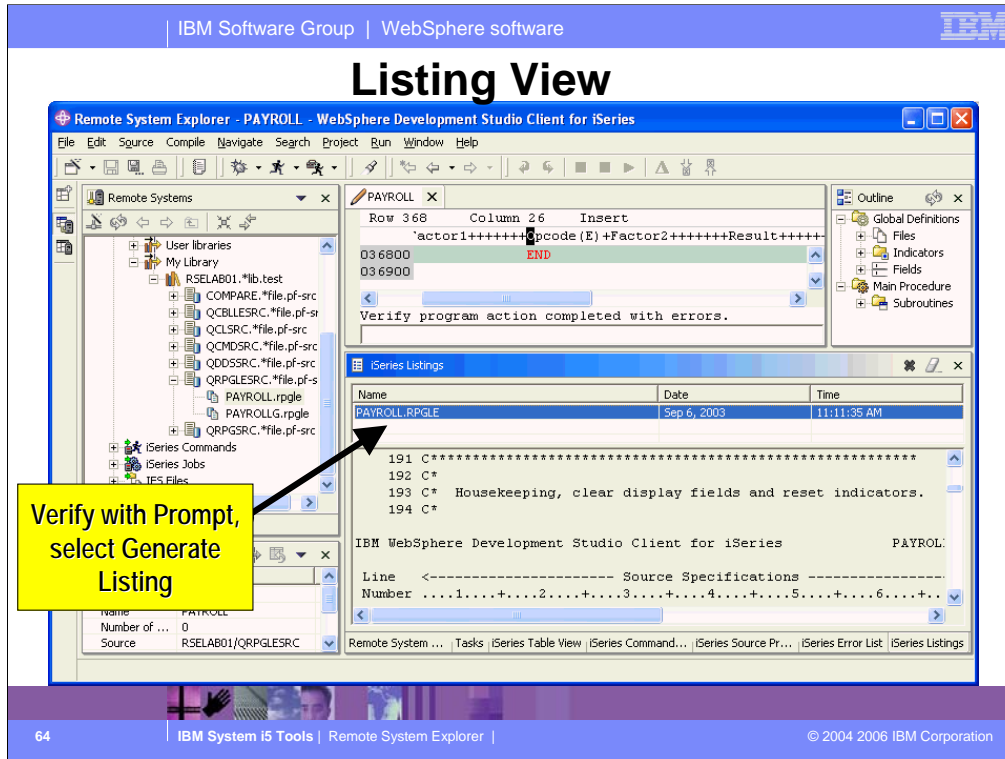 IBM Software Group | WebSphere software
IBM
Listing View
Remote System Explorer - PAYROLL - WebSphere Development Studio Client for iSeries
File Edit Source Compile Navigate Search Project Run Window Help
Remote Systems
User libraries
My Library
RSELAB01.*lib.test
COMPARE.*file.pf-src
QCBLLESRC.*file.pf-sr
QCLSRC.*file.pf-src
QCMDSRC.*file.pf-src
QDDSSRC.*file.pf-src
QRPGLESRC.*file.pf-s
PAYROLL.rpgle
PAYROLLG.rpgle
QRPGSRC.*file.pf-src
iSeries Commands
iSeries Jobs
IFS Files
PAYROLL
Row 368 Column 26 Insert
`actor1+++++++Opcode(E)+Factor2+++++++Result+++++
036800 END
036900
Verify program action completed with errors.
Outline
Global Definitions
Files
Indicators
Fields
Main Procedure
Subroutines
iSeries Listings
Name Date Time
PAYROLL.RPGLE Sep 6, 2003 11:11:35 AM
191 C*********************************************************
192 C*
193 C* Housekeeping, clear display fields and reset indicators.
194 C*
IBM WebSphere Development Studio Client for iSeries PAYROL
Line <---------------------- Source Specifications -----------------
Number ....1....+....2....+....3....+....4....+....5....+....6....+..
Verify with Prompt,
select Generate
Listing
Name PAYROLL
Number of ... 0
Source RSELAB01/QRPGLESRC
Remote System ... Tasks iSeries Table View iSeries Command... iSeries Source Pr... iSeries Error List iSeries Listings
64 IBM System i5 Tools | Remote System Explorer | © 2004 2006 IBM Corporation